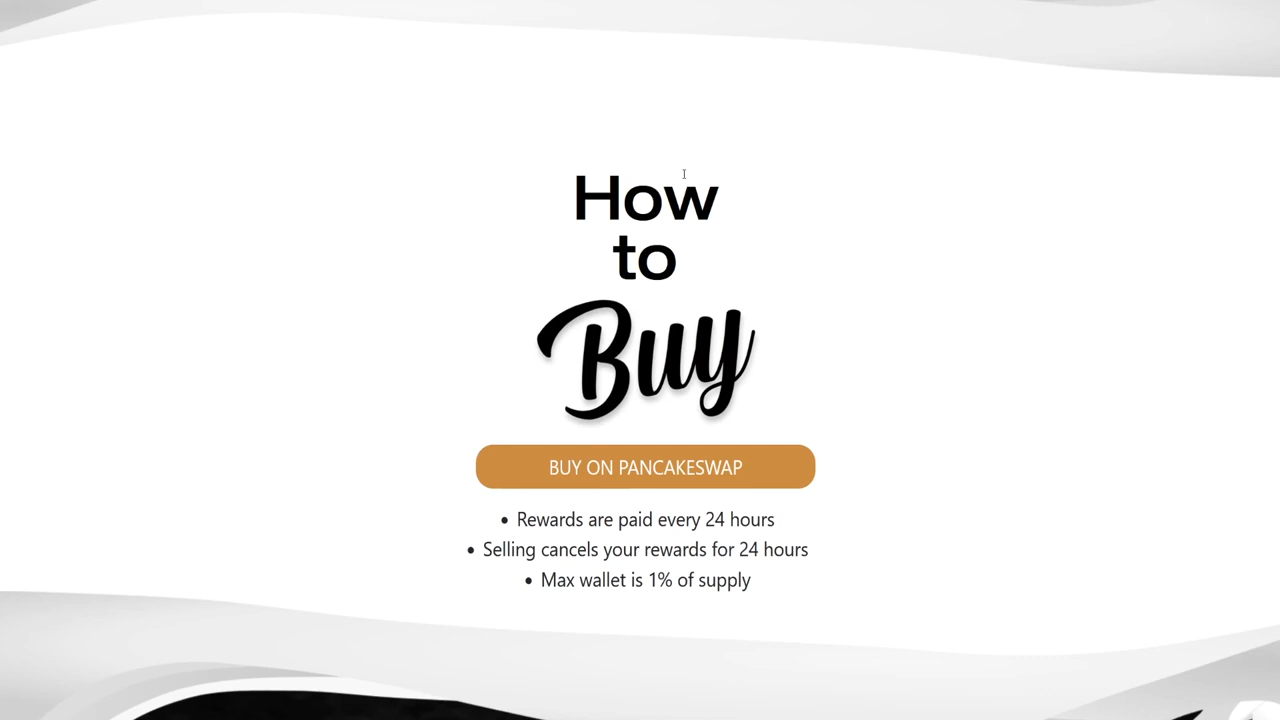 How
to
Buy
BUY ON PANCAKESWAP
• Rewards are paid every 24 hours
• Selling cancels your rewards for 24 hours
• Max wallet is 1% of supply